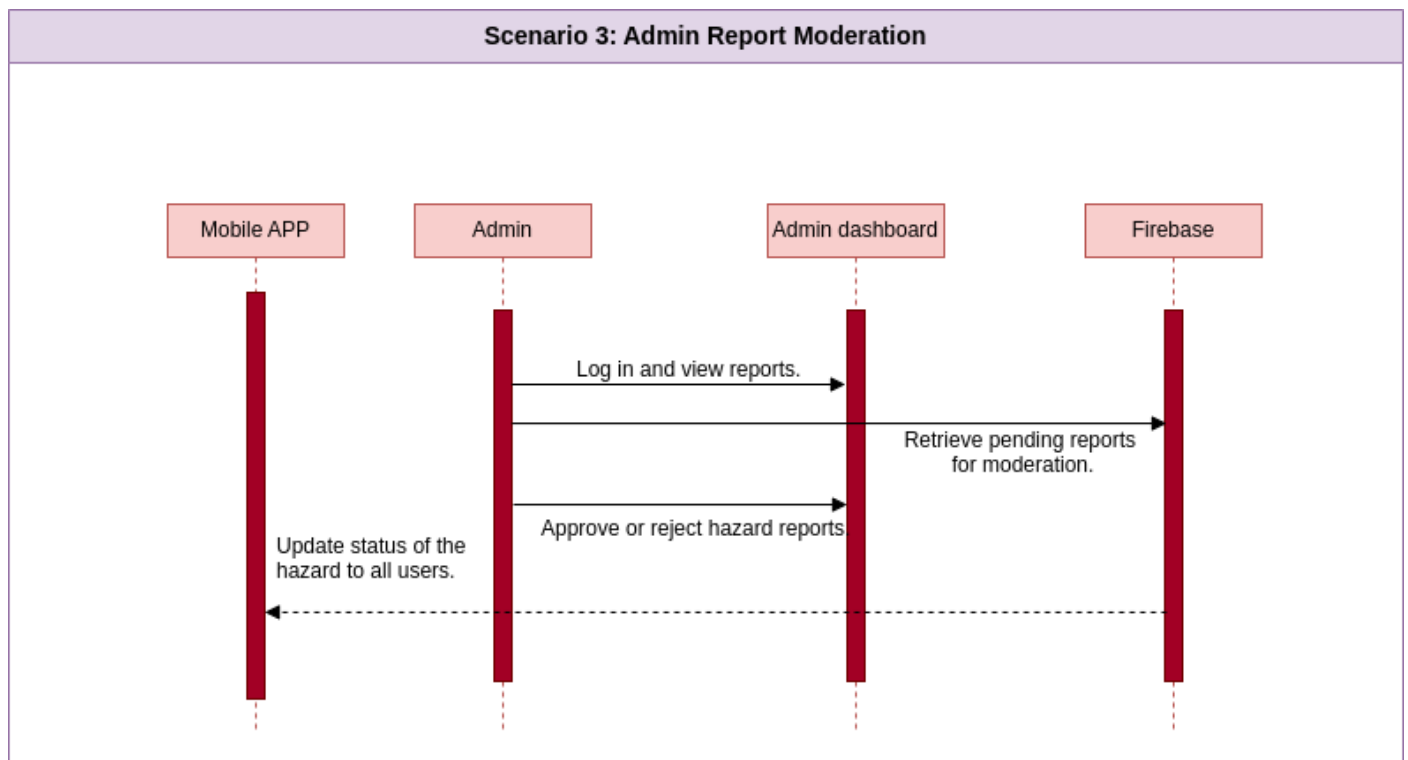 Scenario 3: Admin Report Moderation
Mobile APP
Admin
Admin dashboard
Firebase
Log in and view reports.
Retrieve pending reports
for moderation.
Approve or reject hazard reports.
Update status of the
hazard to all users.